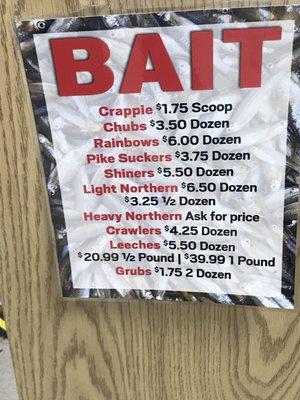 BAIT
Crappie $1.75 Scoop
Chubs $3.50 Dozen
Rainbows $6.00 Dozen
Pike Suckers $3.75 Dozen
Shiners $5.50 Dozen
Light Northern $6.50 Dozen
$3.25 ½ Dozen
Heavy Northern Ask for price
Crawlers $4.25 Dozen
Leeches $5.50 Dozen
$20.99 ½ Pound | $39.99 1 Pound
Grubs $1.75 2 Dozen